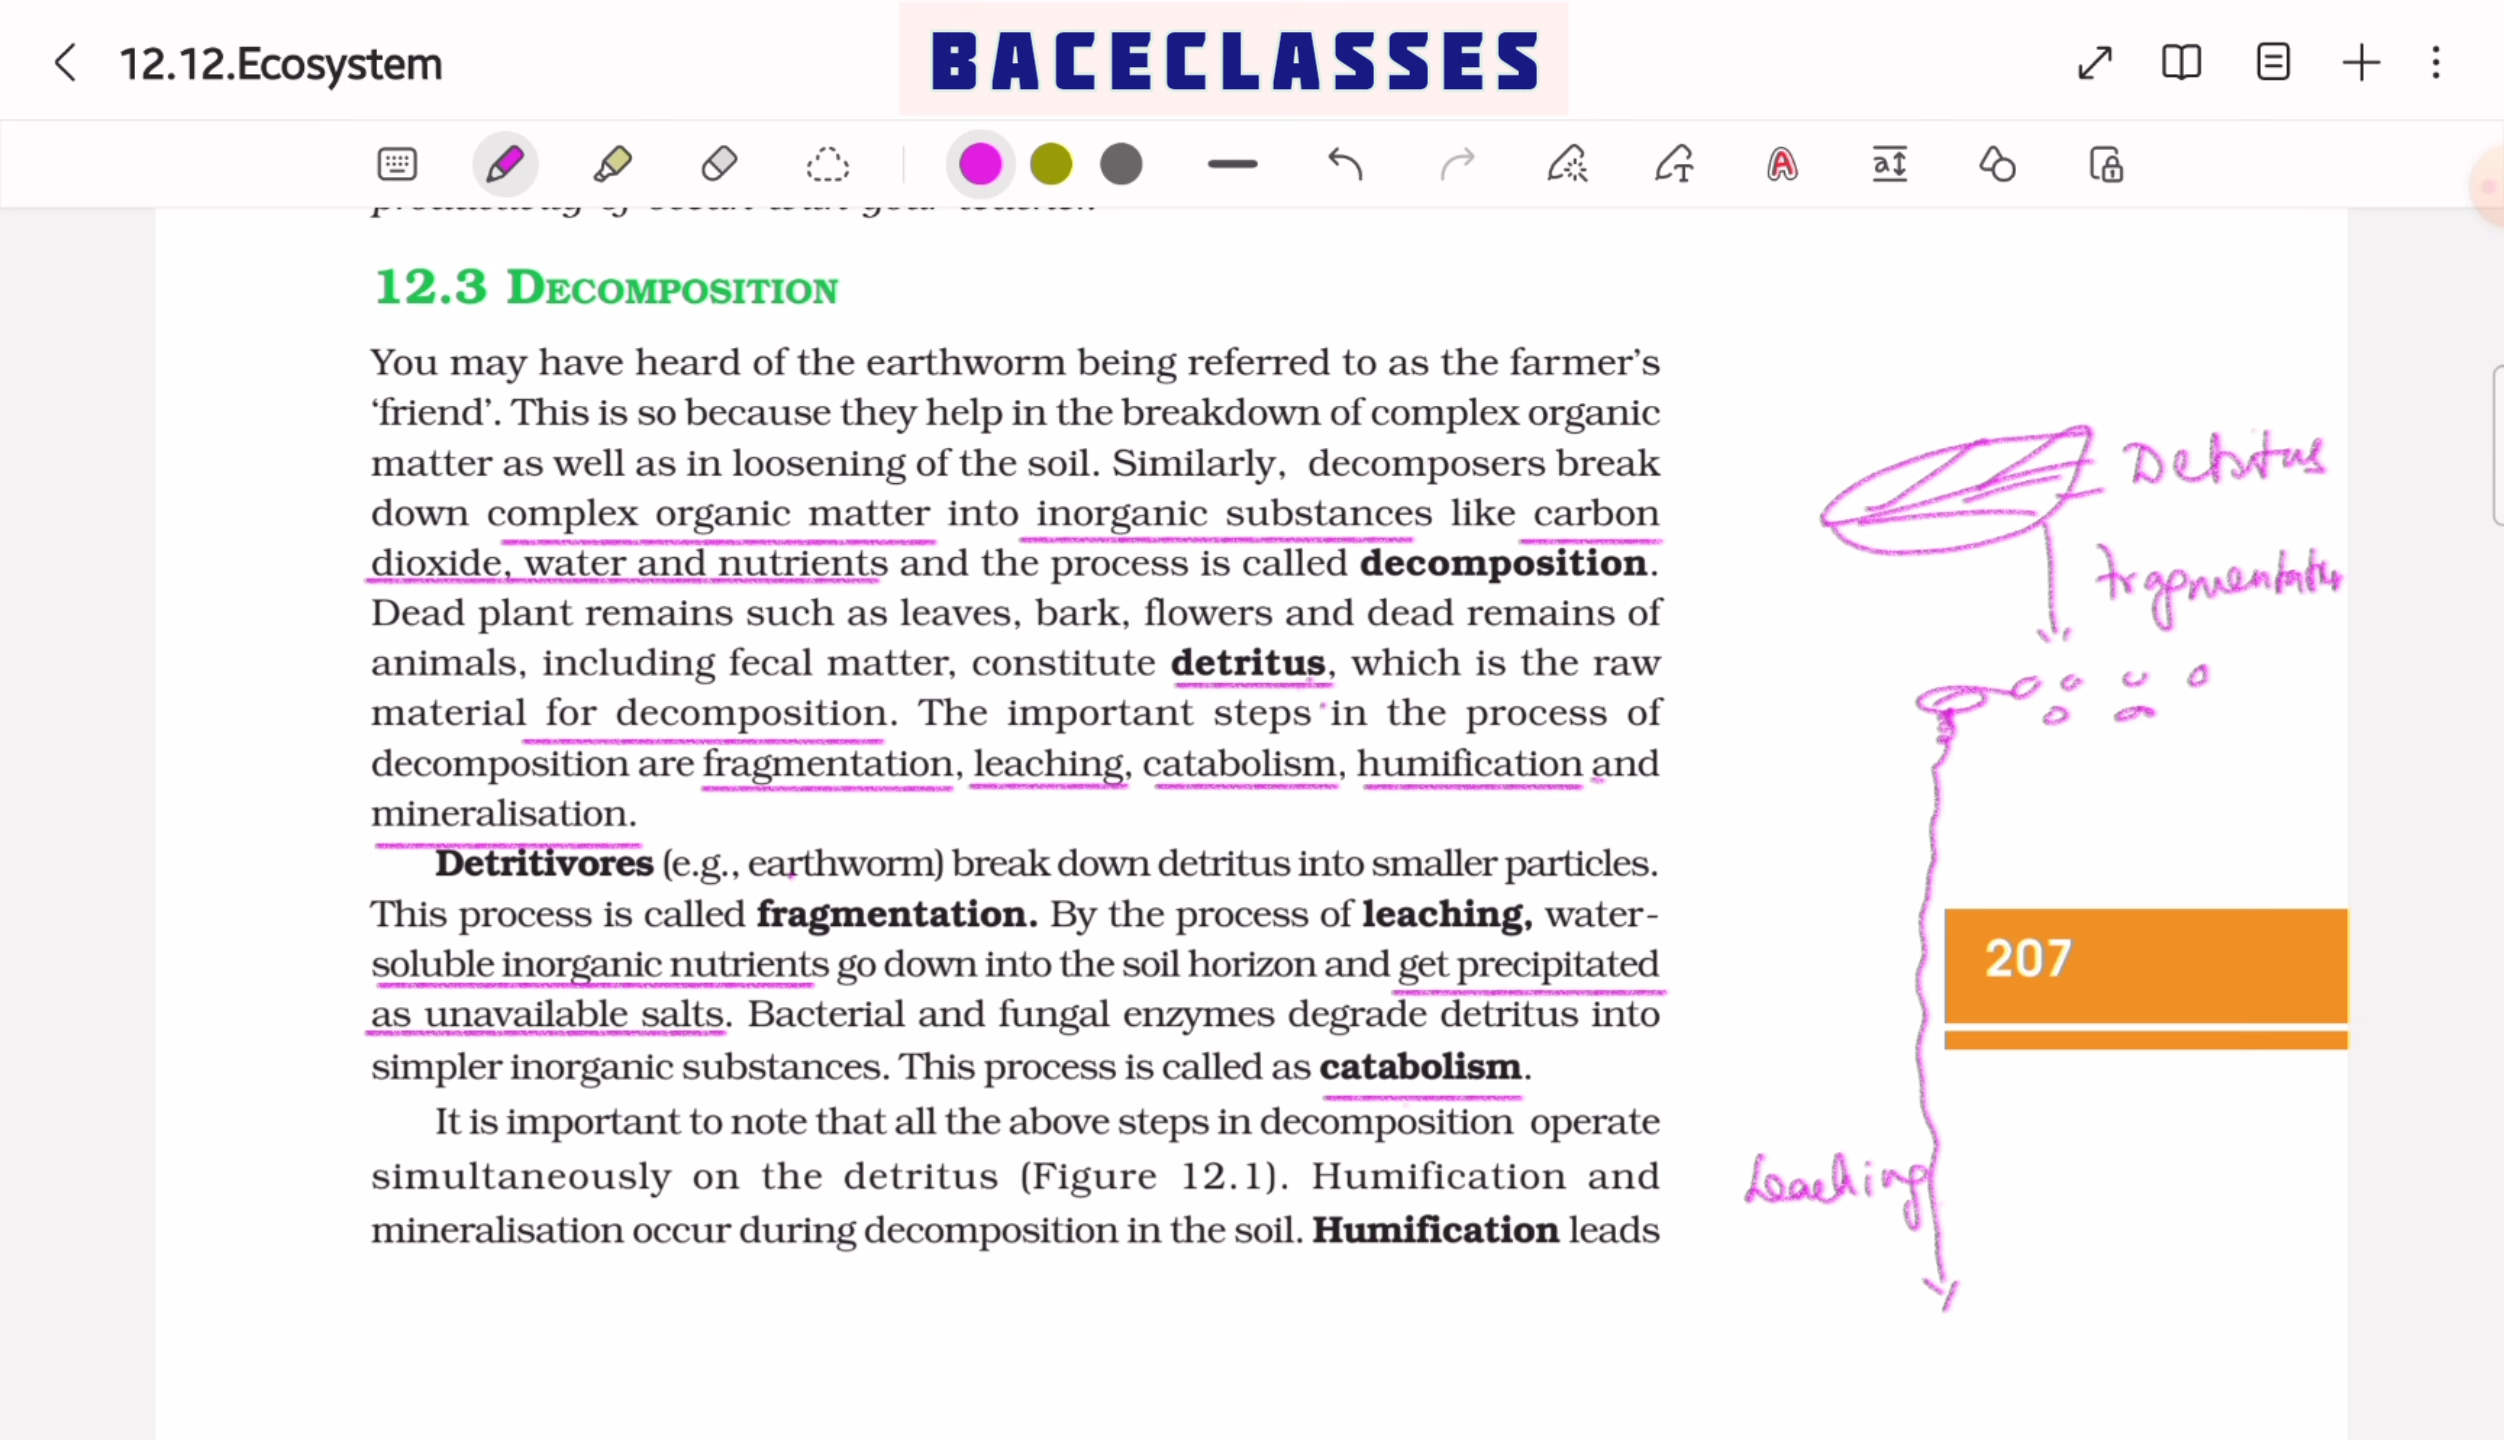 12.12.Ecosystem
BACECLASSES
12.3 DECOMPOSITION
You may have heard of the earthworm being referred to as the farmer's
‘friend’. This is so because they help in the breakdown of complex organic
matter as well as in loosening of the soil. Similarly, decomposers break
down complex organic matter into inorganic substances like carbon
dioxide, water and nutrients and the process is called decomposition.
Dead plant remains such as leaves, bark, flowers and dead remains of
animals, including fecal matter, constitute detritus, which is the raw
material for decomposition. The important steps in the process of
decomposition are fragmentation, leaching, catabolism, humification and
mineralisation.
Detritivores (e.g., earthworm) break down detritus into smaller particles.
This process is called fragmentation. By the process of leaching, water-
soluble inorganic nutrients go down into the soil horizon and get precipitated
as unavailable salts. Bacterial and fungal enzymes degrade detritus into
simpler inorganic substances. This process is called as catabolism.
It is important to note that all the above steps in decomposition operate
simultaneously on the detritus (Figure 12.1). Humification and
mineralisation occur during decomposition in the soil. Humification leads
Detritus
207
Leaching